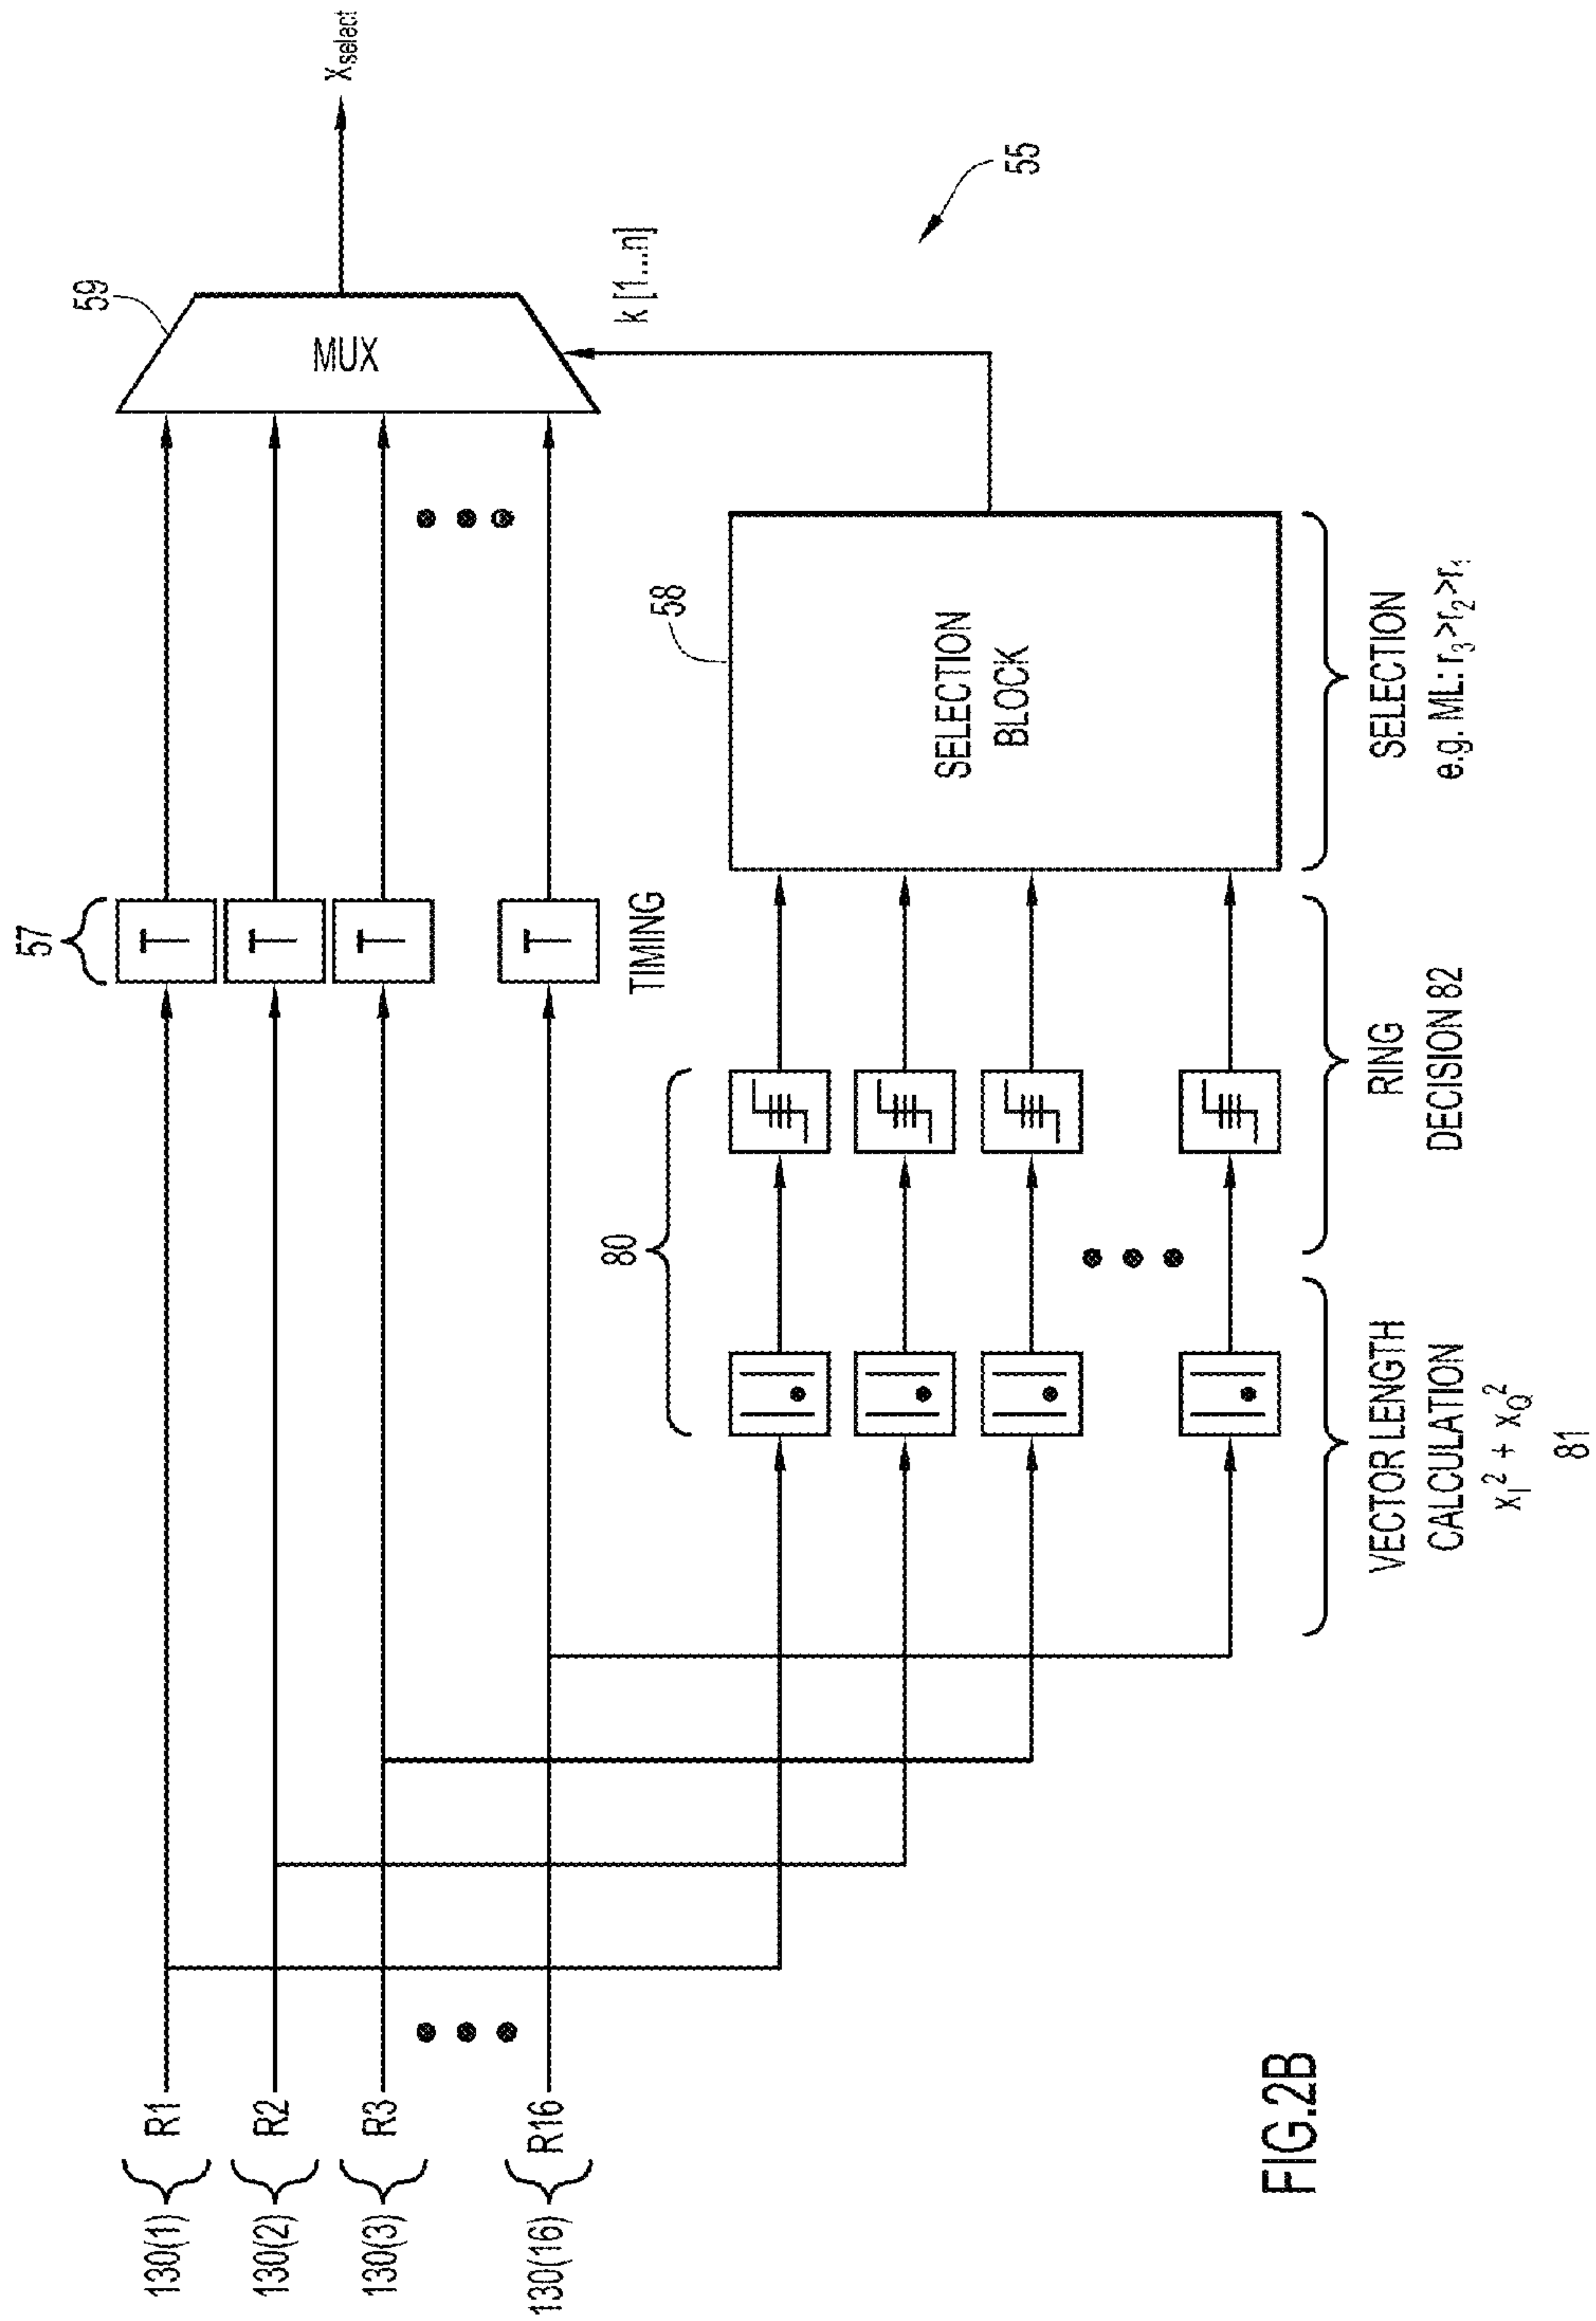 130(1)
R1
130(2)
R2
130(3)
R3
130(16)
R16
57
T
T
T
T
TIMING
59
MUX
Xselect
k [1...n]
55
80
58
SELECTION
BLOCK
VECTOR LENGTH
CALCULATION
xI² + xQ²
81
RING
DECISION 82
SELECTION
e.g. ML: r₃>r₂>r₁
FIG.2B